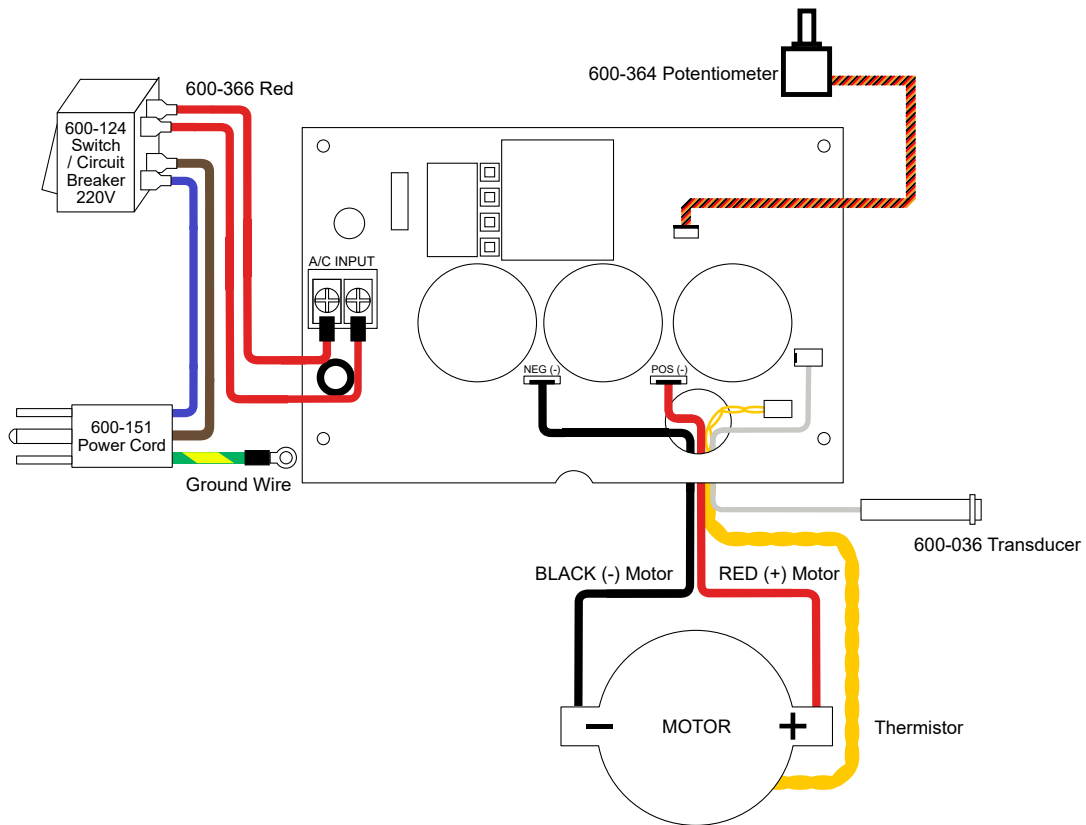 600-364 Potentiometer
600-366 Red
600-124
Switch
/ Circuit
Breaker
220V
A/C INPUT
NEG (-)
POS (-)
600-151
Power Cord
Ground Wire
600-036 Transducer
BLACK (-) Motor
RED (+) Motor
− MOTOR +
Thermistor